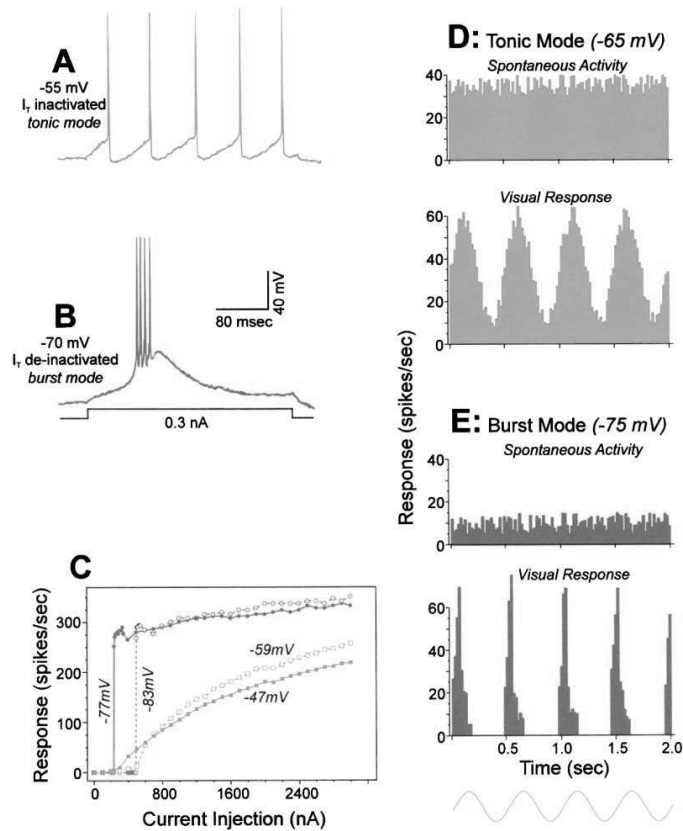 A
-55 mV
I_T inactivated
tonic mode
B
-70 mV
I_T de-inactivated
burst mode
40 mV
80 msec
0.3 nA
C
Response (spikes/sec)
300
200
100
0
-77mV
-83mV
-59mV
-47mV
0
800
1600
2400
Current Injection (nA)
Response (spikes/sec)
D: Tonic Mode (-65 mV)
Spontaneous Activity
40
20
0
Visual Response
60
40
20
0
E: Burst Mode (-75 mV)
Spontaneous Activity
40
20
0
Visual Response
60
40
20
0
0
0.5
1.0
1.5
2.0
Time (sec)